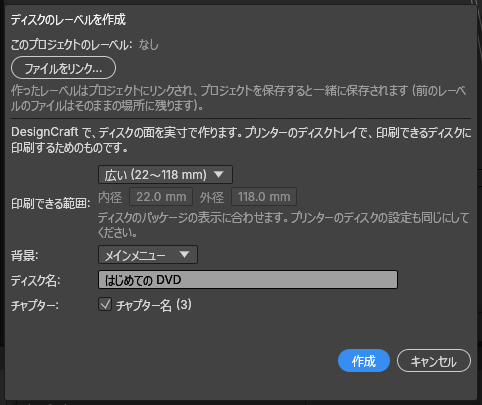 ディスクのレーベルを作成
このプロジェクトのレーベル: なし
ファイルをリンク...
作ったレーベルはプロジェクトにリンクされ、プロジェクトを保存すると一緒に保存されます (前のレーベ
ルのファイルはそのままの場所に残ります)。
DesignCraft で、ディスクの面を実寸で作ります。プリンターのディスクトレイで、印刷できるディスクに
印刷するためのものです。
広い (22～118 mm)
印刷できる範囲: 内径 22.0 mm 外径 118.0 mm
ディスクのパッケージの表示に合わせます。プリンターのディスクの設定も同じにして
ください。
背景: メインメニュー
ディスク名: はじめての DVD
チャプター: チャプター名 (3)
作成 キャンセル